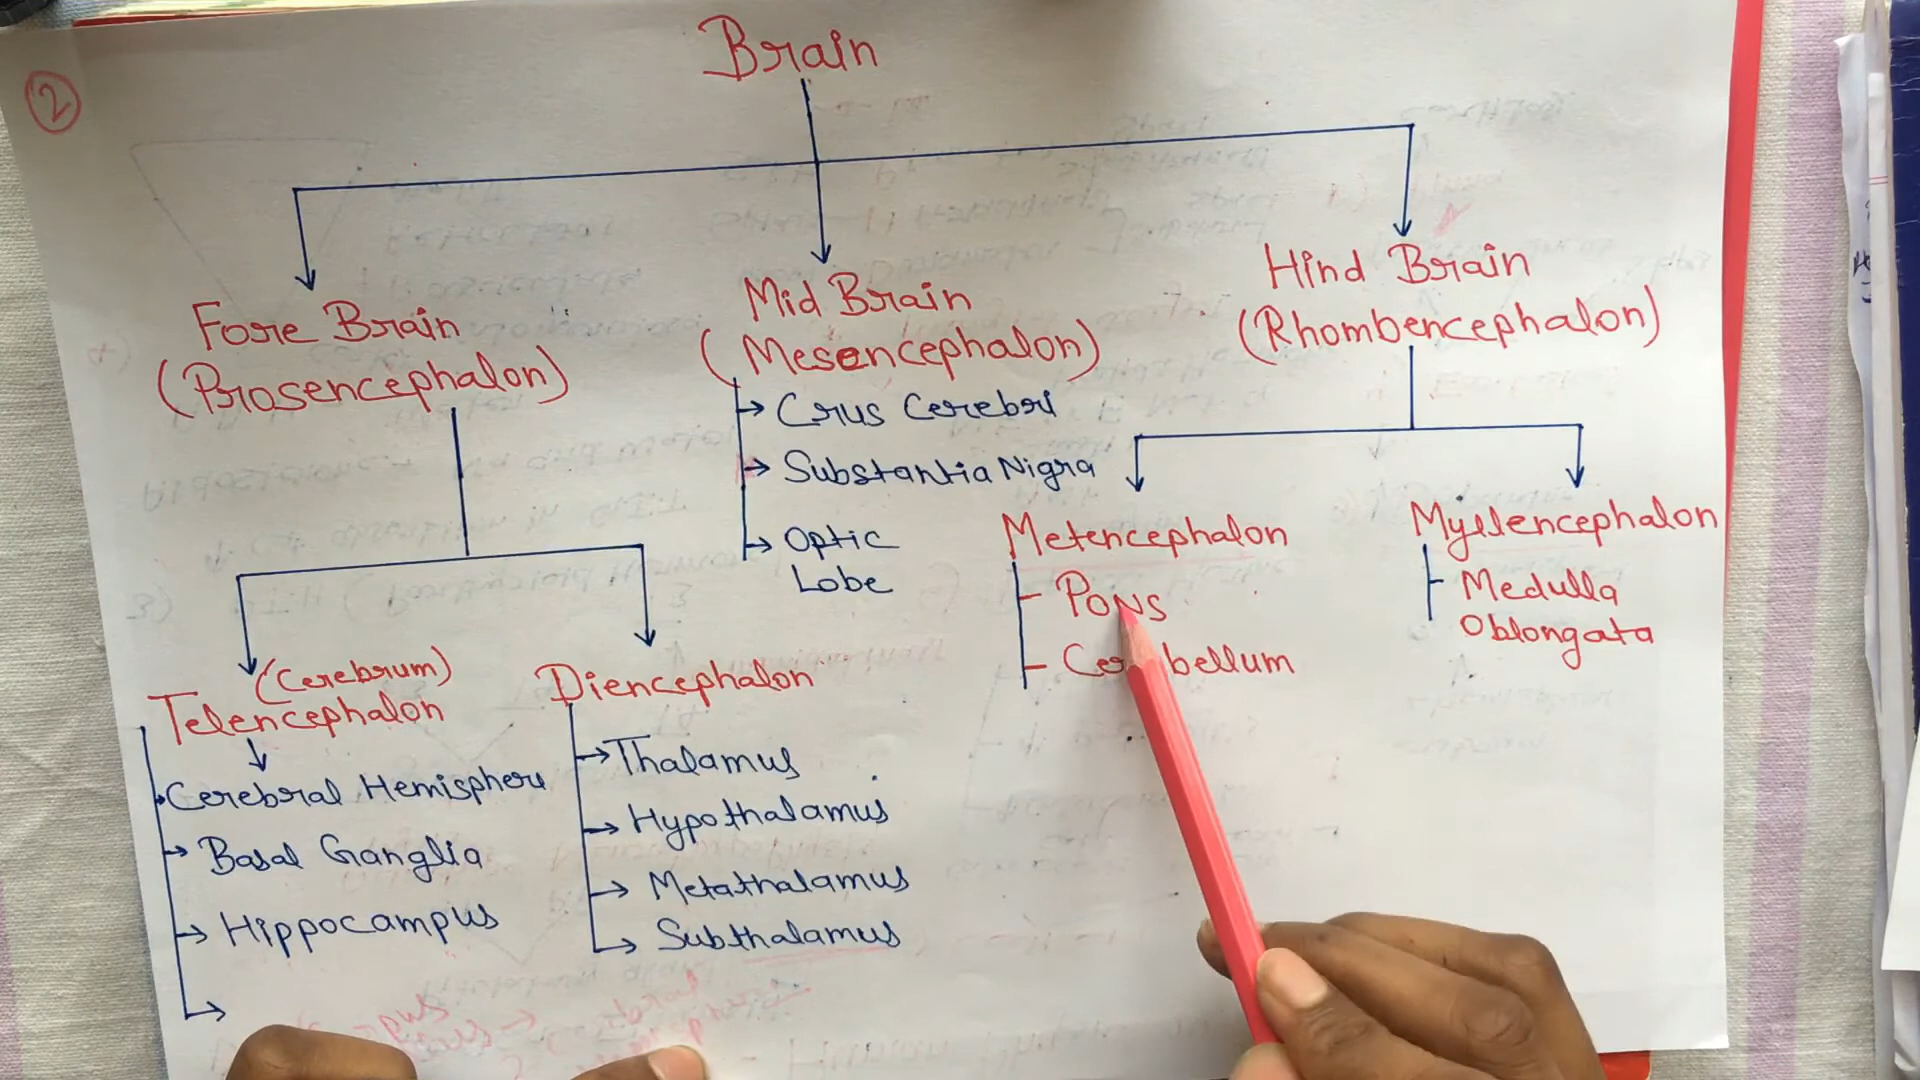 2
Brain
Fore Brain
(Prosencephalon)
Mid Brain
(Mesencephalon)
Crus Cerebri
Substantia Nigra
Optic
Lobe
Hind Brain
(Rhombencephalon)
Metencephalon
Pons
Cerebellum
Myelencephalon
Medulla
Oblongata
(Cerebrum)
Telencephalon
Cerebral Hemisphere
Basal Ganglia
Hippocampus
Diencephalon
Thalamus
Hypothalamus
Metathalamus
Subthalamus